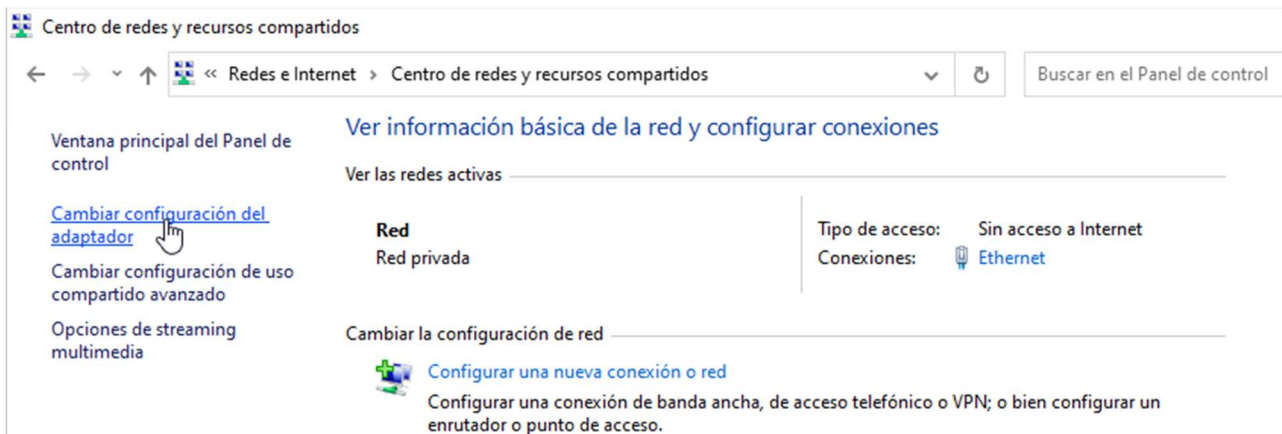 Centro de redes y recursos compartidos
« Redes e Internet > Centro de redes y recursos compartidos
Buscar en el Panel de control
Ventana principal del Panel de
control
Cambiar configuración del
adaptador
Cambiar configuración de uso
compartido avanzado
Opciones de streaming
multimedia
Ver información básica de la red y configurar conexiones
Ver las redes activas
Red
Red privada
Tipo de acceso: Sin acceso a Internet
Conexiones: Ethernet
Cambiar la configuración de red
Configurar una nueva conexión o red
Configurar una conexión de banda ancha, de acceso telefónico o VPN; o bien configurar un
enrutador o punto de acceso.